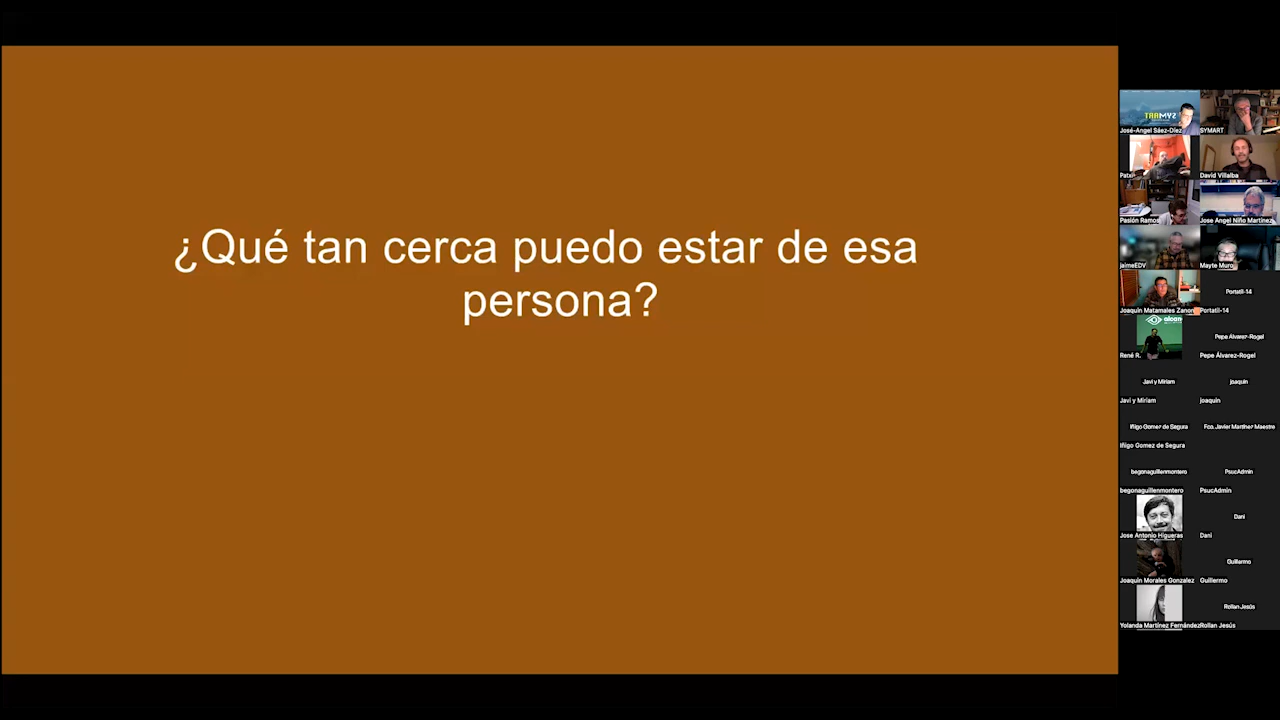 ¿Qué tan cerca puedo estar de esa
persona?
TAAMYZ
José-Angel Sáez-Díez
SYMART
Patxi
David Villalba
Pasión Ramos
Jose Angel Niño Martinez
jaimeEDV
Mayte Muro
Joaquin Matamales Zanon
Portatil-14
Portatil-14
alcan
René R.
Pepe Álvarez-Rogel
Pepe Álvarez-Rogel
Javi y Miriam
joaquin
Javi y Miriam
joaquin
Iñigo Gomez de Segura
Fco. Javier Martínez Maestre
Iñigo Gomez de Segura
begonaguillenmontero
PsucAdmin
begonaguillenmontero
PsucAdmin
Dani
Jose Antonio Higueras
Dani
Guillermo
Joaquín Morales Gonzalez
Guillermo
Rollan Jesús
Yolanda Martínez Fernández
Rollan Jesús